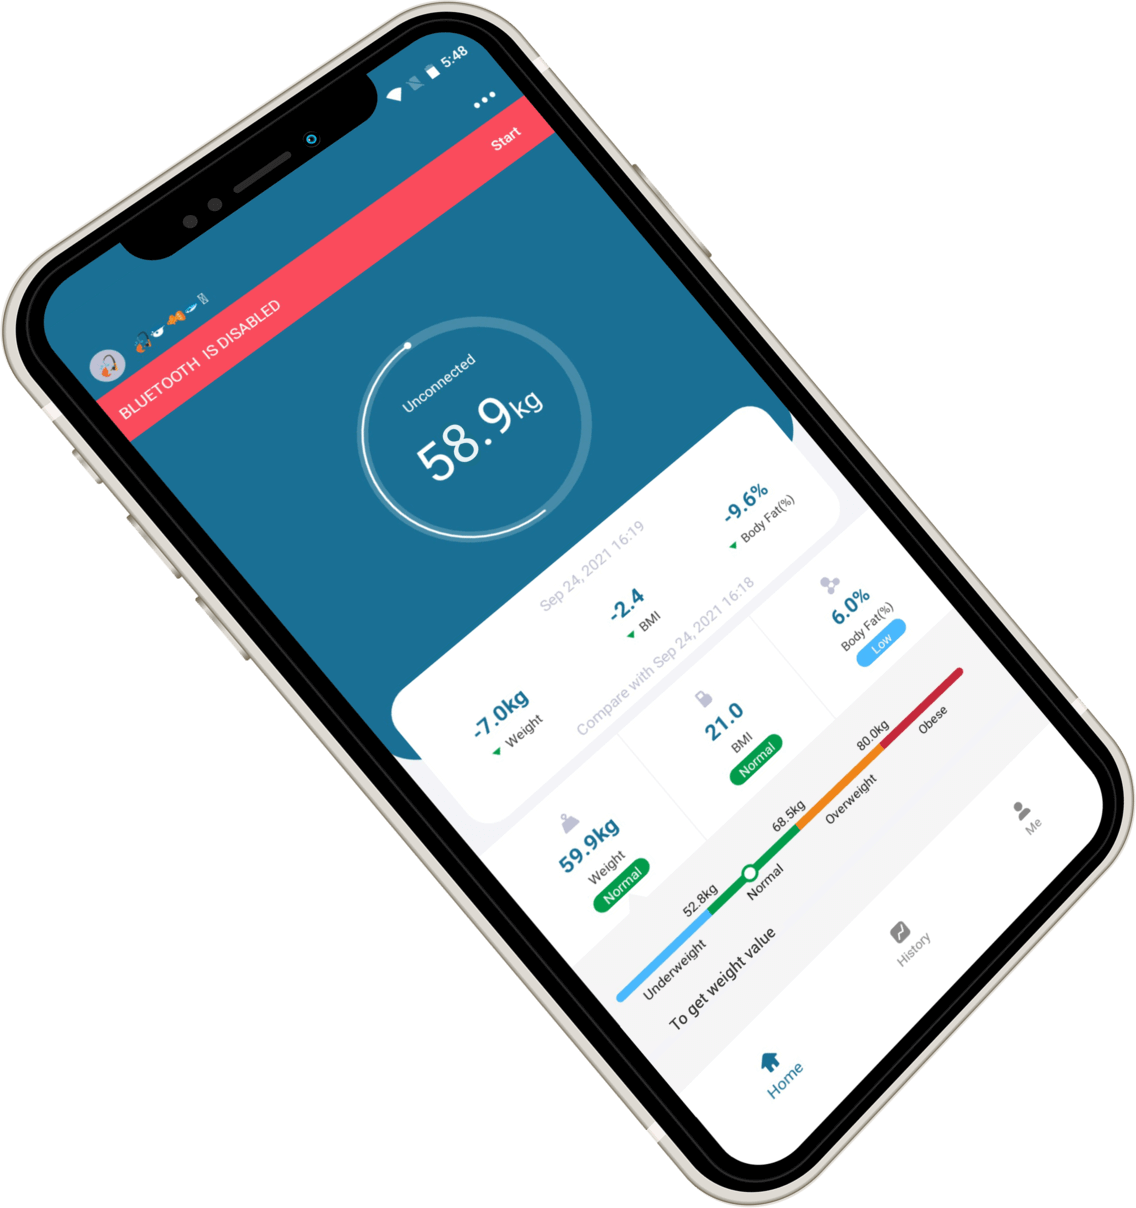 5:48
•••
BLUETOOTH IS DISABLED Start
Unconnected
58.9kg
Sep 24, 2021 16:19
-7.0kg -2.4 -9.6%
Weight BMI Body Fat(%)
Compare with Sep 24, 2021 16:18
59.9kg 21.0 6.0%
Weight BMI Body Fat(%)
Normal Normal Low
52.8kg 68.5kg 80.0kg
Underweight Normal Overweight Obese
To get weight value
Home History Me